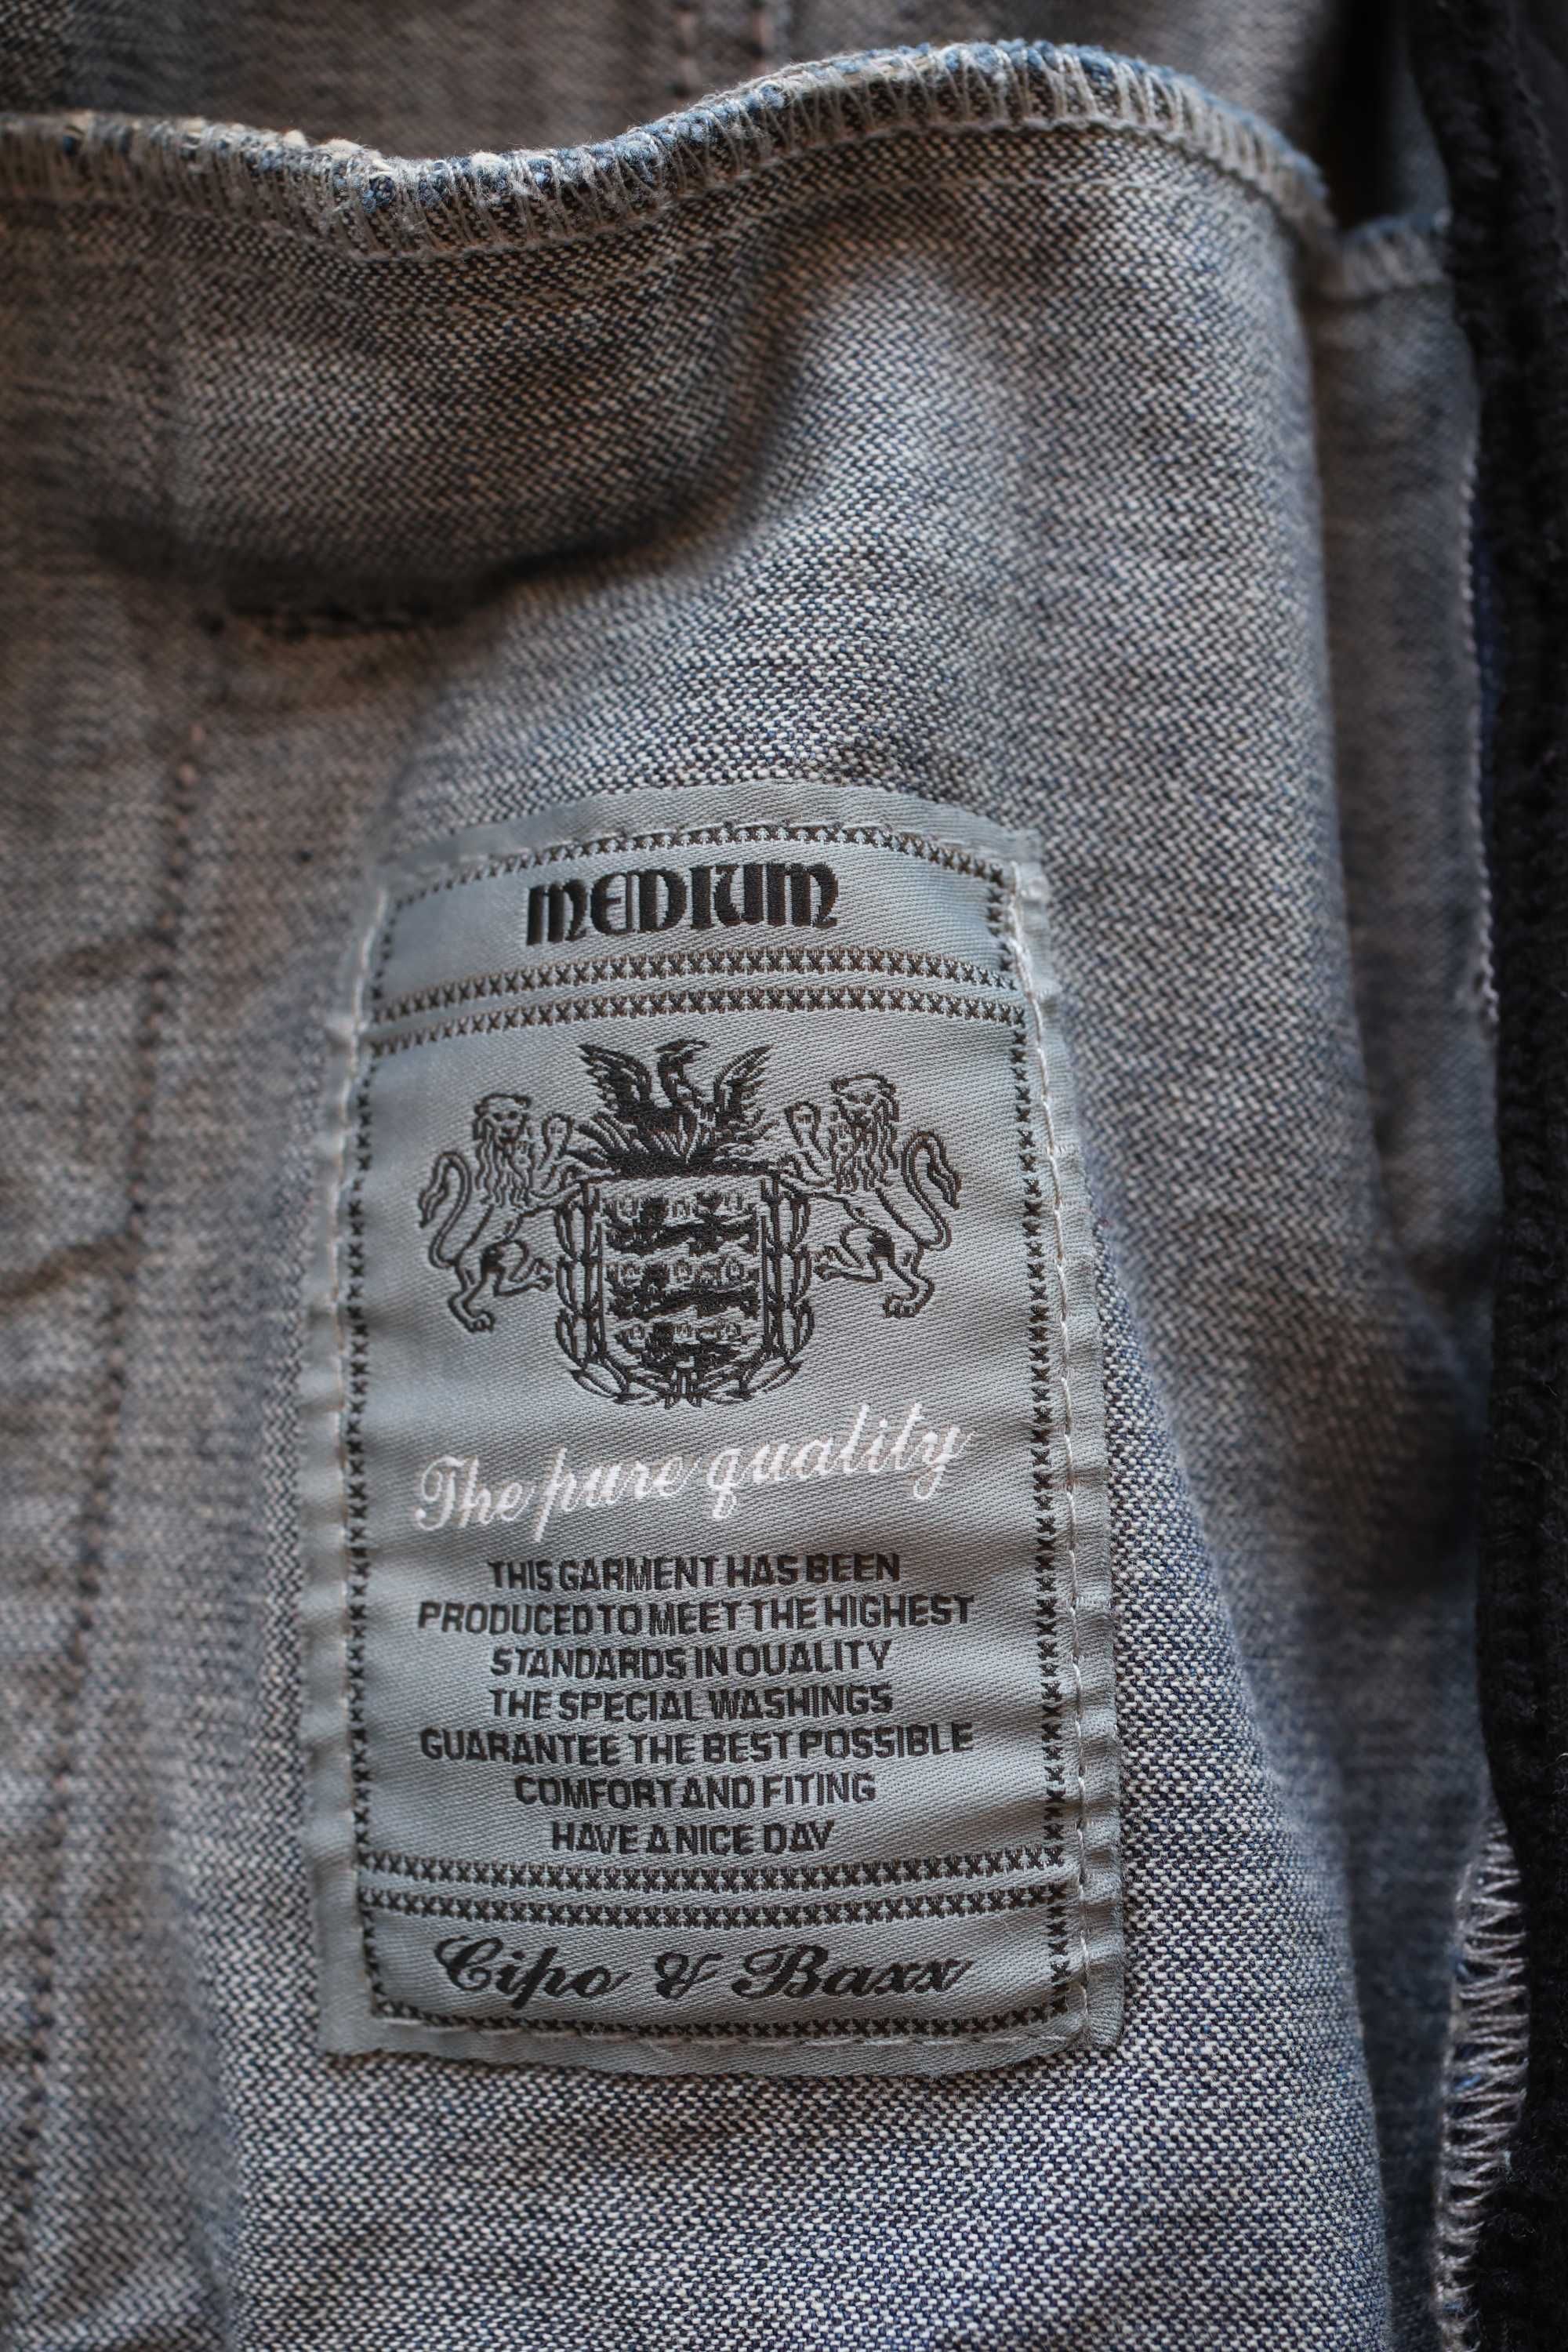 MEDIUM
The pure quality
THIS GARMENT HAS BEEN
PRODUCED TO MEET THE HIGHEST
STANDARDS IN QUALITY
THE SPECIAL WASHINGS
GUARANTEE THE BEST POSSIBLE
COMFORT AND FITING
HAVE A NICE DAY
Cipo & Baxx